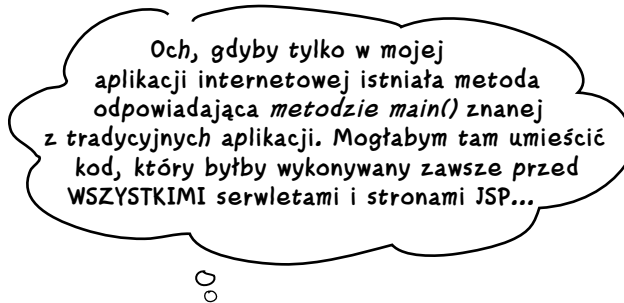 Och, gdyby tylko w mojej
aplikacji internetowej istniała metoda
odpowiadająca metodzie main() znanej
z tradycyjnych aplikacji. Mogłabym tam umieścić
kod, który byłby wykonywany zawsze przed
WSZYSTKIMI serwletami i stronami JSP...